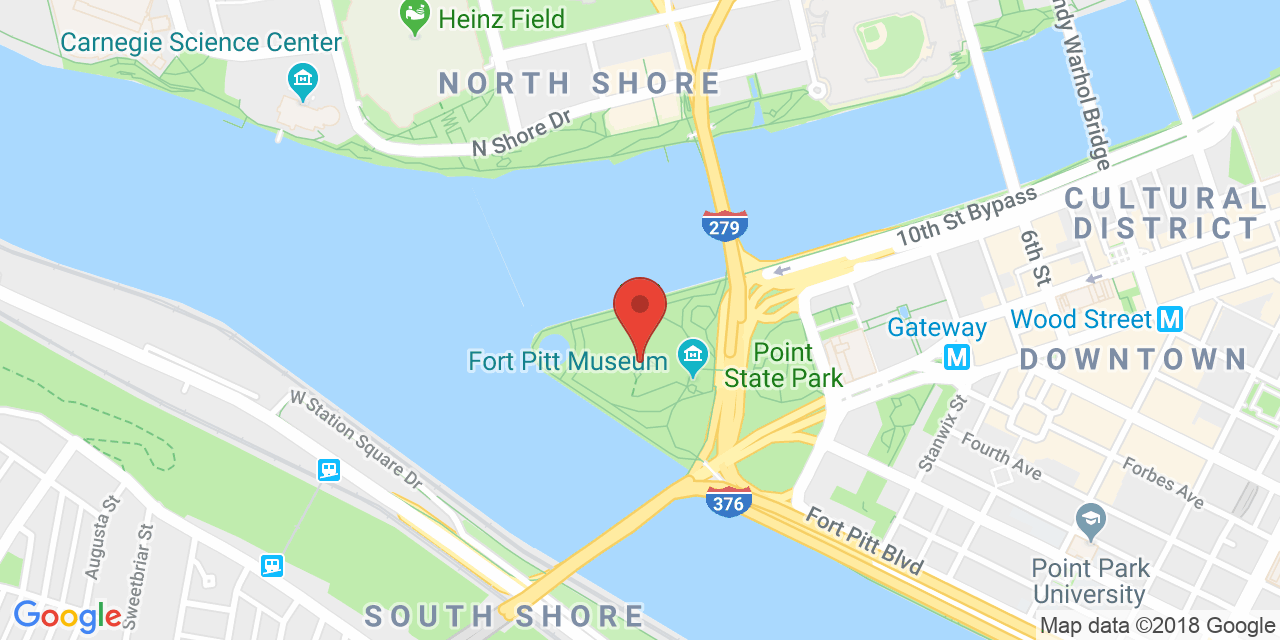 Heinz Field
Carnegie Science Center
NORTH SHORE
N Shore Dr
ndy Warhol Bridge
279
10th St Bypass
CULTURAL
DISTRICT
6th St
Gateway
M
Wood Street
M
Fort Pitt Museum
Point
State Park
DOWNTOWN
W Station Square Dr
Stanwix St
Fourth Ave
Forbes Ave
376
Fort Pitt Blvd
Augusta St
Sweetbriar St
Point Park
University
SOUTH SHORE
Google
Map data ©2018 Google